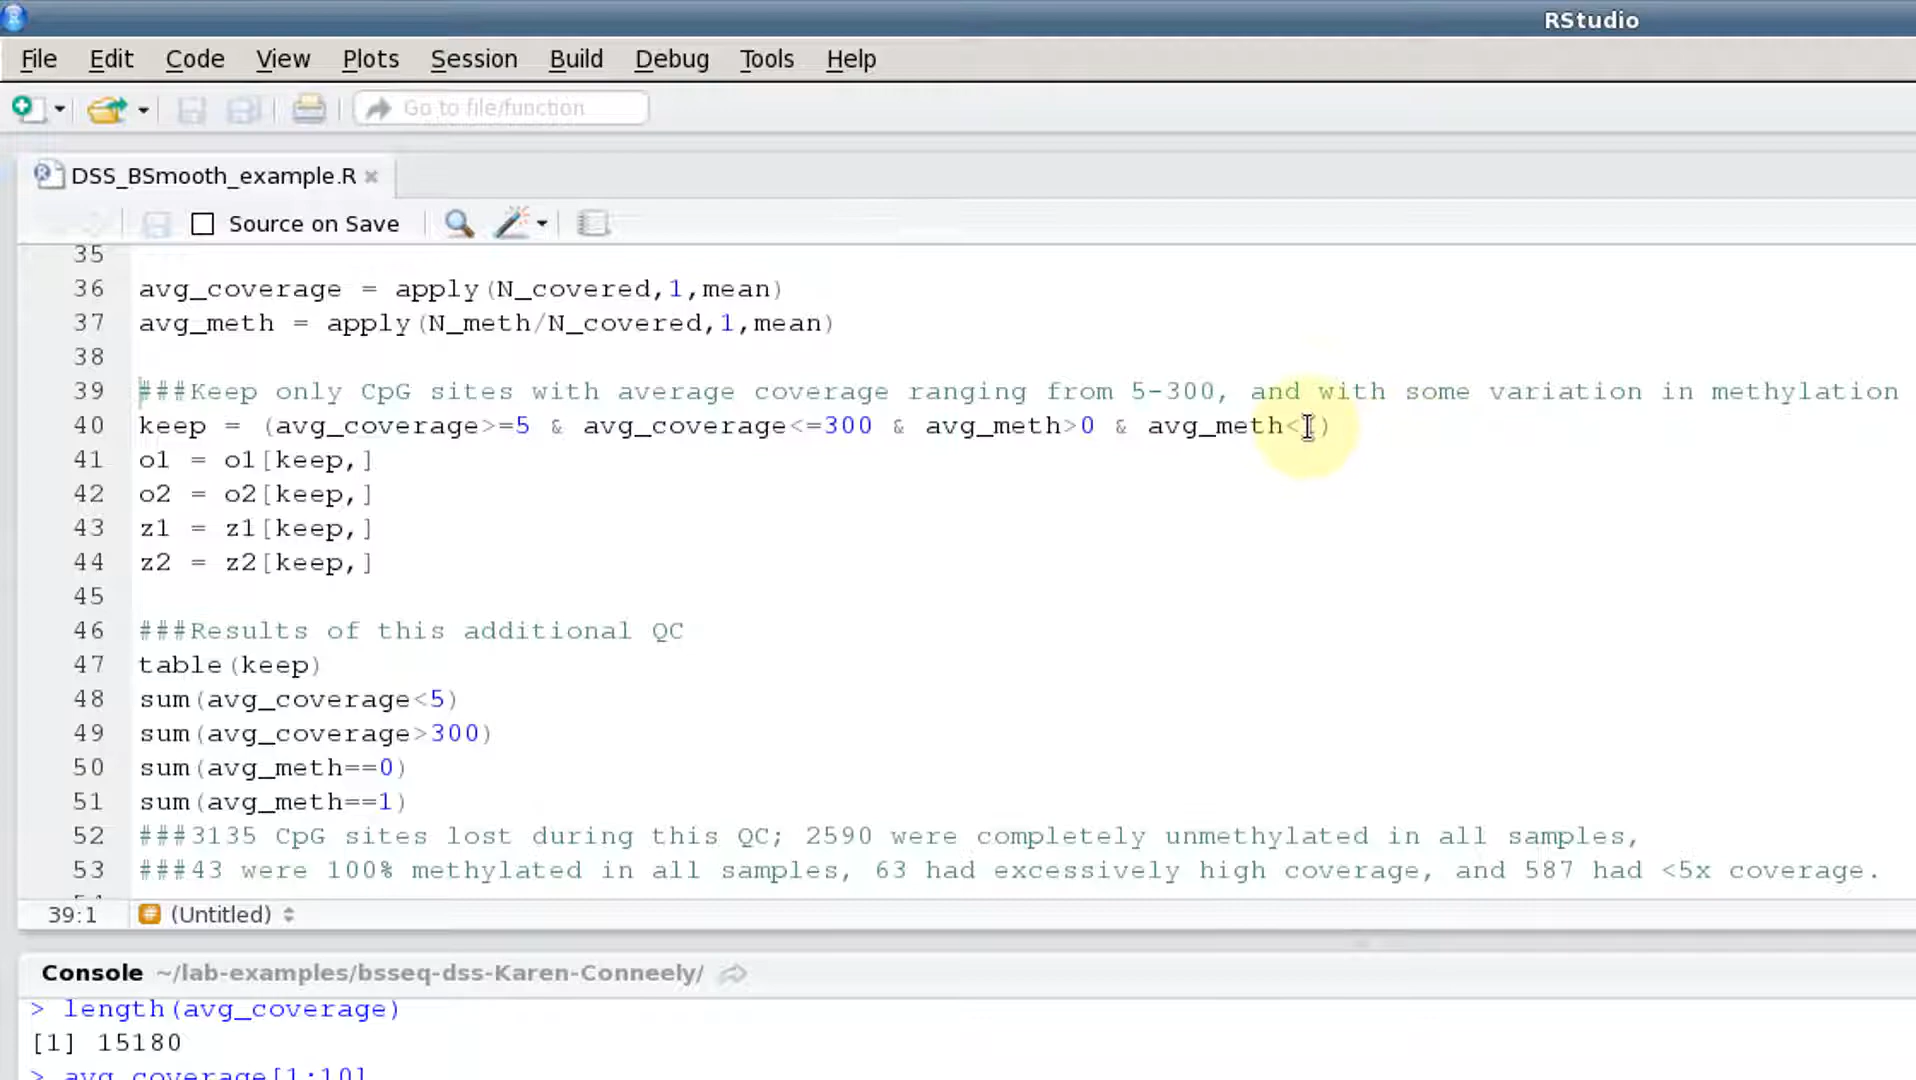 RStudio
File Edit Code View Plots Session Build Debug Tools Help
Go to file/function
DSS_BSmooth_example.R
Source on Save
35
36 avg_coverage = apply(N_covered,1,mean)
37 avg_meth = apply(N_meth/N_covered,1,mean)
38
39 ###Keep only CpG sites with average coverage ranging from 5-300, and with some variation in methylation
40 keep = (avg_coverage>=5 & avg_coverage<=300 & avg_meth>0 & avg_meth< )
41 o1 = o1[keep,]
42 o2 = o2[keep,]
43 z1 = z1[keep,]
44 z2 = z2[keep,]
45
46 ###Results of this additional QC
47 table(keep)
48 sum(avg_coverage<5)
49 sum(avg_coverage>300)
50 sum(avg_meth==0)
51 sum(avg_meth==1)
52 ###3135 CpG sites lost during this QC; 2590 were completely unmethylated in all samples,
53 ###43 were 100% methylated in all samples, 63 had excessively high coverage, and 587 had <5x coverage.
39:1 (Untitled)
Console ~/lab-examples/bsseq-dss-Karen-Conneely/
> length(avg_coverage)
[1] 15180
> avg_coverage[1:10]